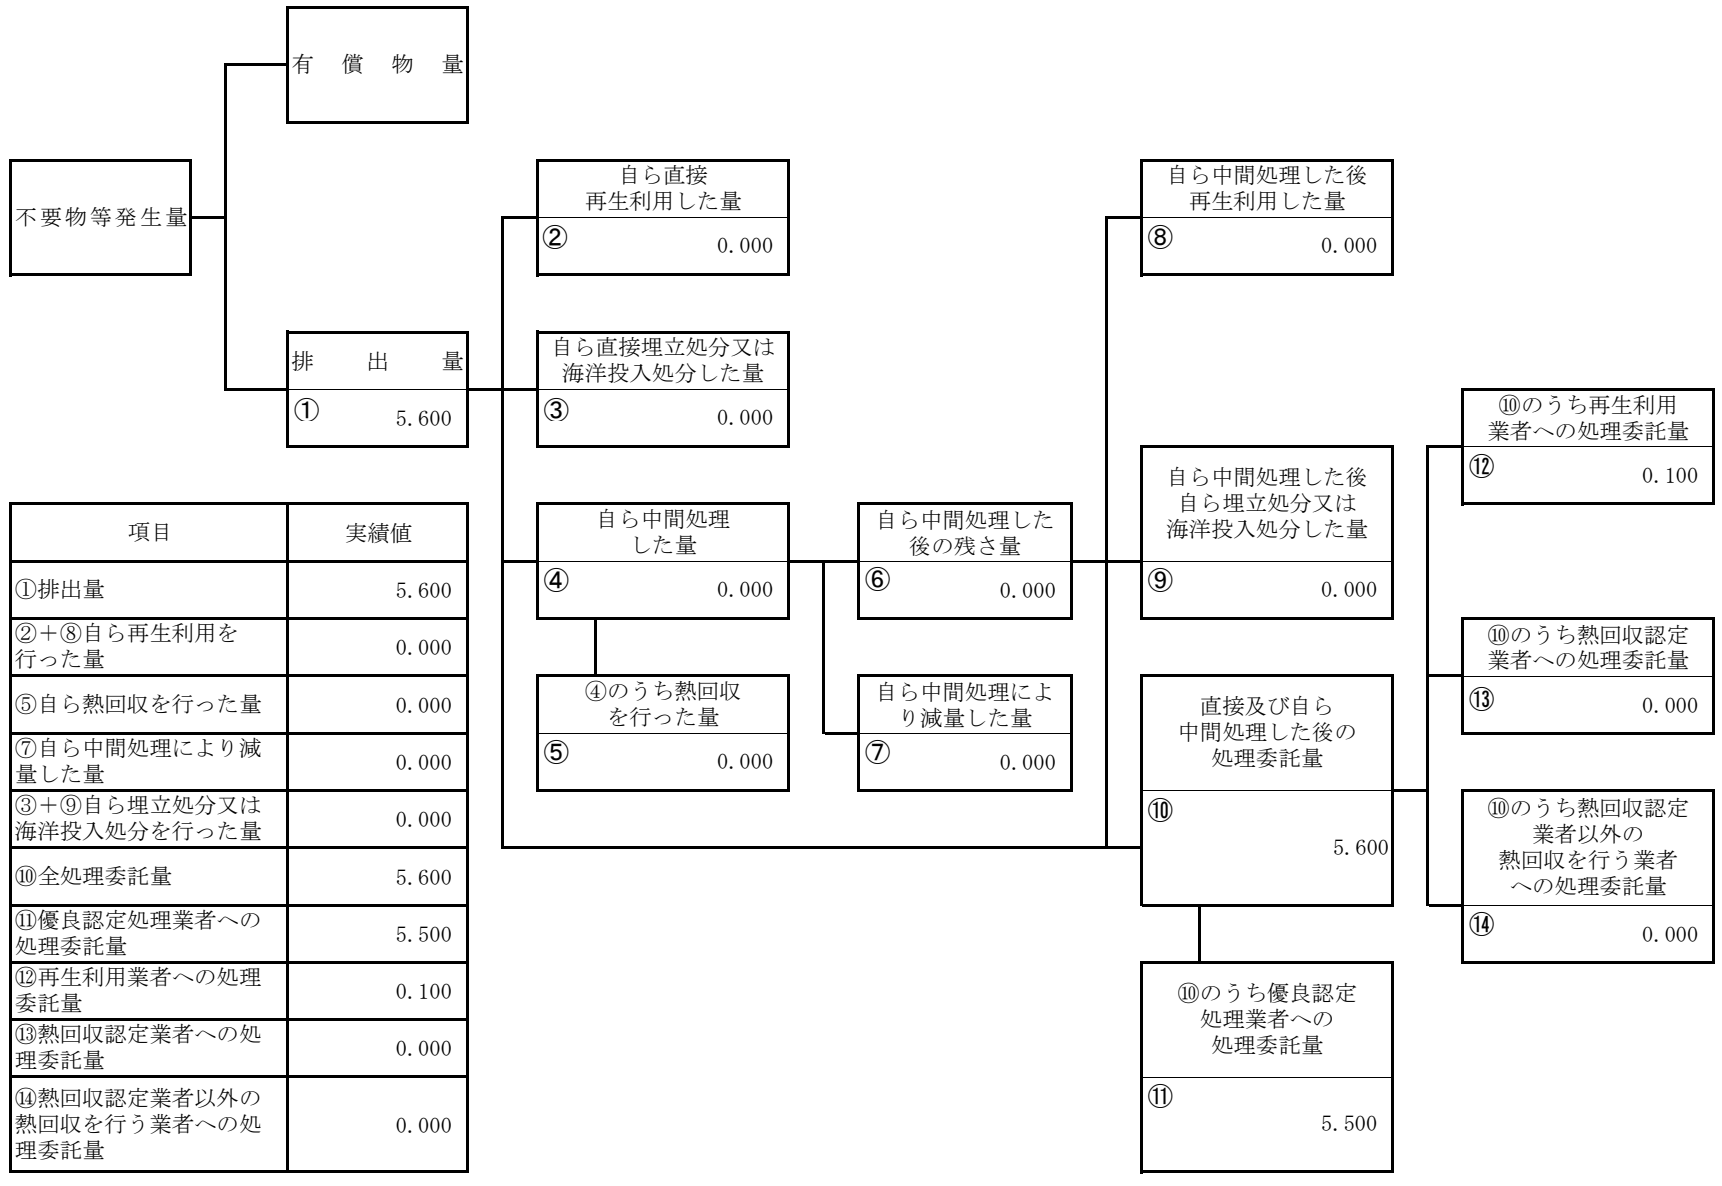 有償物量
不要物等発生量
排出量
①
5.600
自ら直接
再生利用した量
②
0.000
自ら直接埋立処分又は
海洋投入処分した量
③
0.000
自ら中間処理
した量
④
0.000
④のうち熱回収
を行った量
⑤
0.000
自ら中間処理した
後の残さ量
⑥
0.000
自ら中間処理によ
り減量した量
⑦
0.000
自ら中間処理した後
再生利用した量
⑧
0.000
自ら中間処理した後
自ら埋立処分又は
海洋投入処分した量
⑨
0.000
直接及び自ら
中間処理した後の
処理委託量
⑩
5.600
⑩のうち優良認定
処理業者への
処理委託量
⑪
5.500
⑩のうち再生利用
業者への処理委託量
⑫
0.100
⑩のうち熱回収認定
業者への処理委託量
⑬
0.000
⑩のうち熱回収認定
業者以外の
熱回収を行う業者
への処理委託量
⑭
0.000
項目 実績値
①排出量 5.600
②＋⑧自ら再生利用を
行った量 0.000
⑤自ら熱回収を行った量 0.000
⑦自ら中間処理により減
量した量 0.000
③＋⑨自ら埋立処分又は
海洋投入処分を行った量 0.000
⑩全処理委託量 5.600
⑪優良認定処理業者への
処理委託量 5.500
⑫再生利用業者への処理
委託量 0.100
⑬熱回収認定業者への処
理委託量 0.000
⑭熱回収認定業者以外の
熱回収を行う業者への処
理委託量 0.000